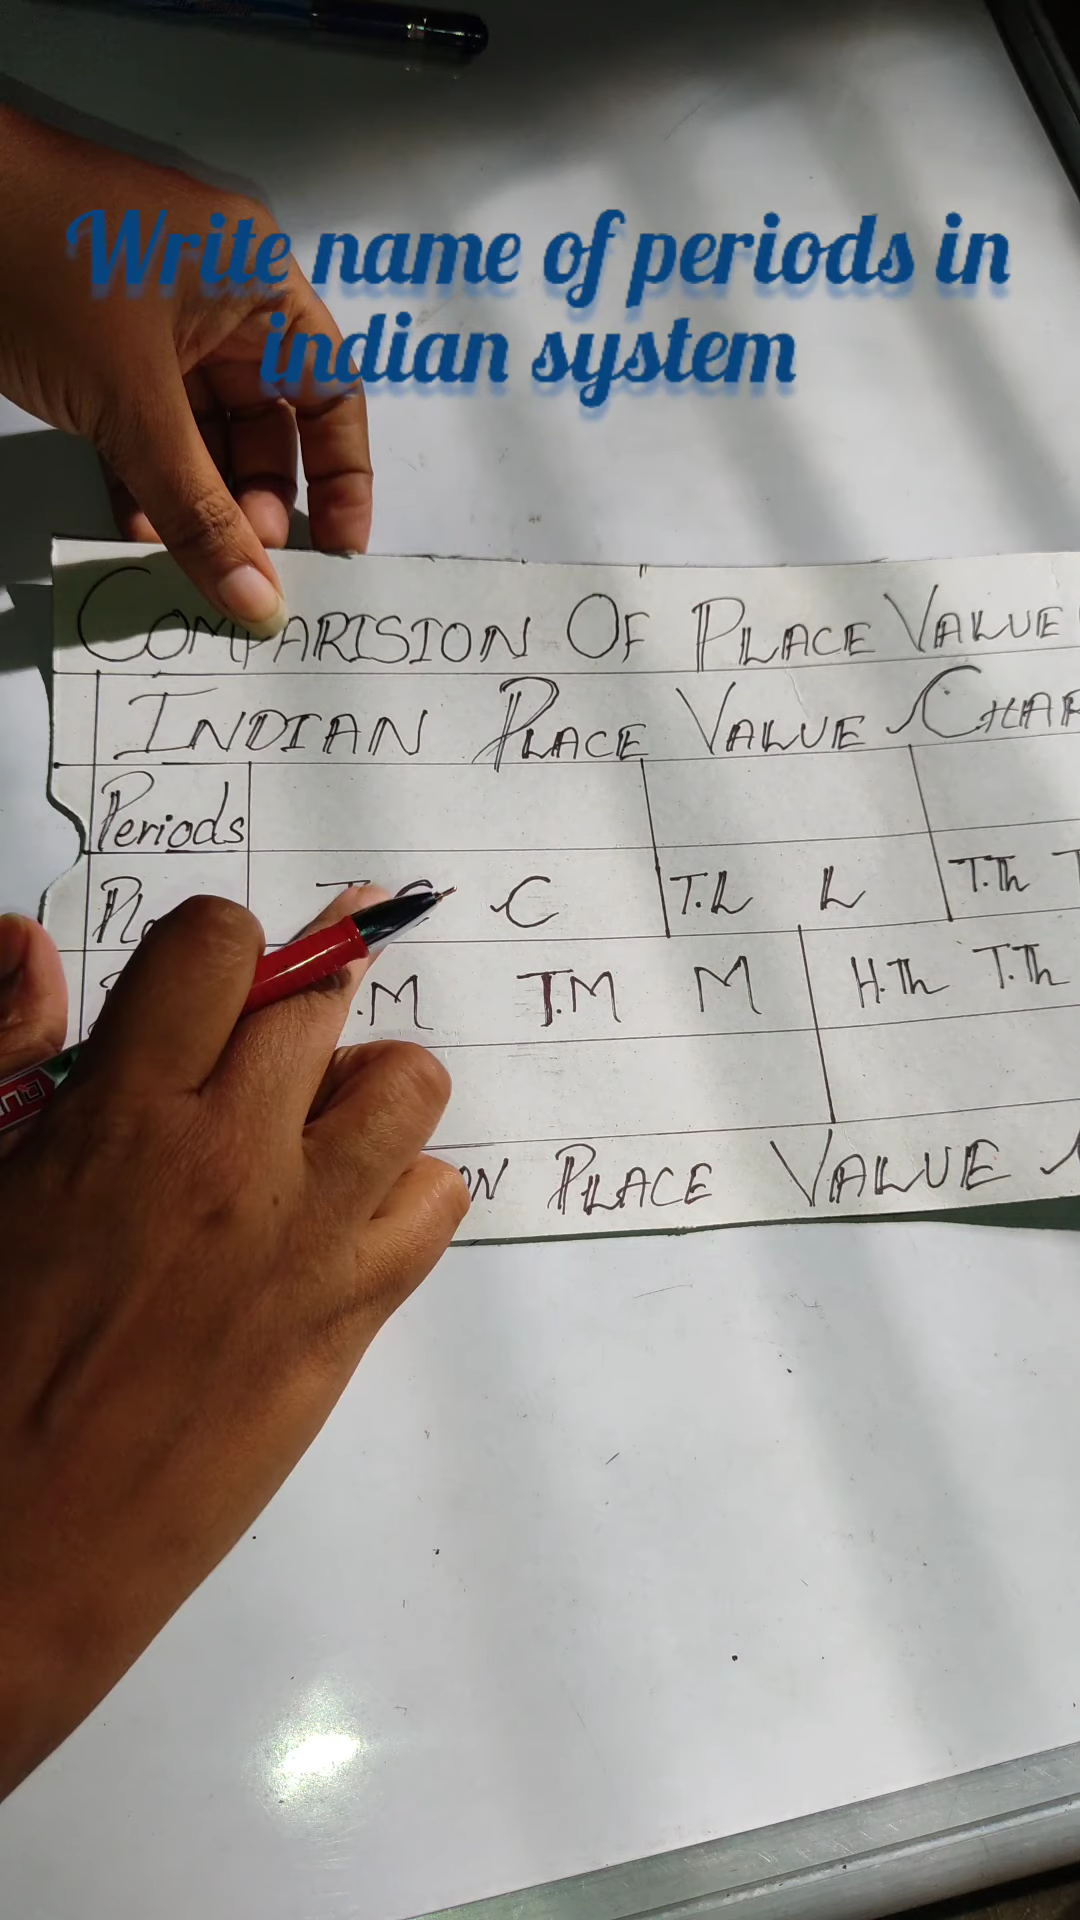 Write name of periods in
indian system
COMPARISION OF PLACE VALUE
INDIAN PLACE VALUE CHAR
Periods
C T.L L T.Th T
.M T.M M H.Th T.Th
ON PLACE VALUE